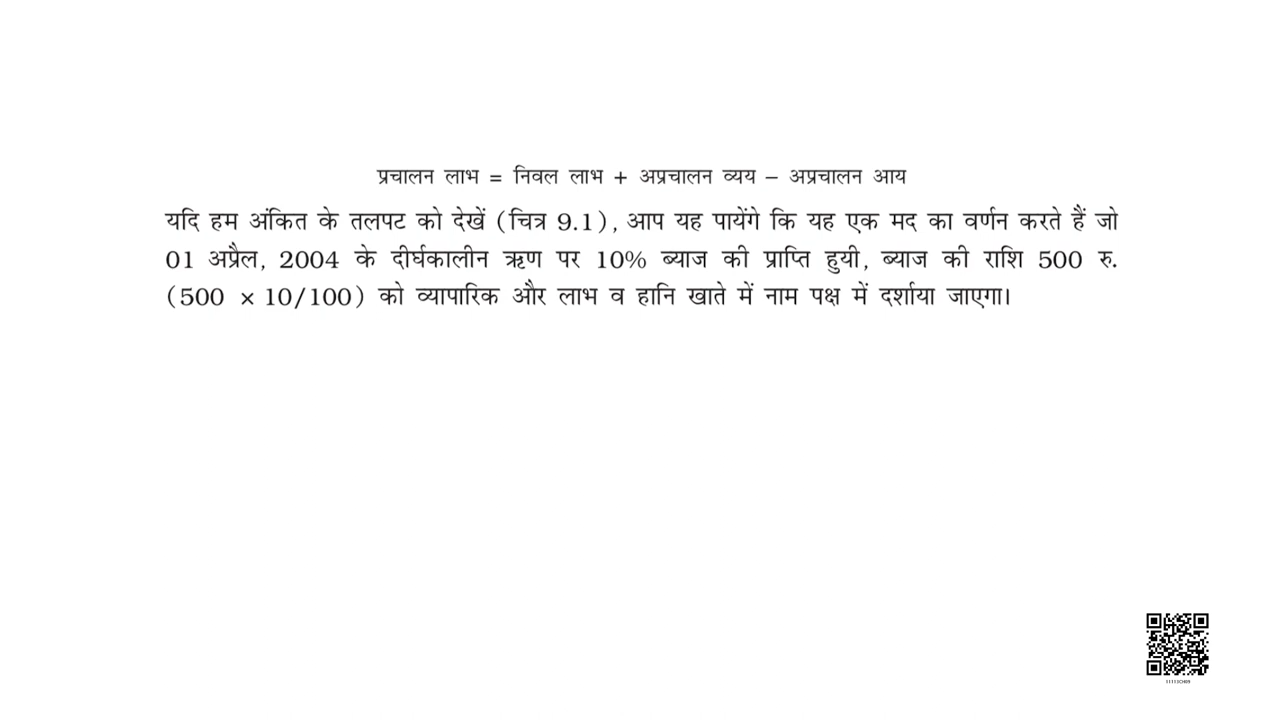 प्रचालन लाभ = निवल लाभ + अप्रचालन व्यय – अप्रचालन आय
यदि हम अंकित के तलपट को देखें (चित्र 9.1), आप यह पायेंगे कि यह एक मद का वर्णन करते हैं जो
01 अप्रैल, 2004 के दीर्घकालीन ऋण पर 10% ब्याज की प्राप्ति हुयी, ब्याज की राशि 500 रु.
(500 × 10/100) को व्यापारिक और लाभ व हानि खाते में नाम पक्ष में दर्शाया जाएगा।